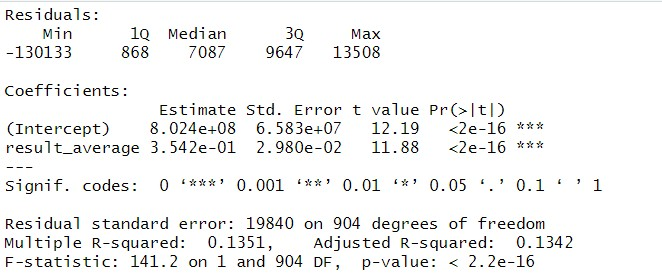 Residuals:
    Min      1Q  Median      3Q     Max
-130133     868    7087    9647   13508
Coefficients:
                Estimate Std. Error t value Pr(>|t|)
(Intercept)    8.024e+08  6.583e+07   12.19   <2e-16 ***
result_average 3.542e-01  2.980e-02   11.88   <2e-16 ***
---
Signif. codes:  0 ‘***’ 0.001 ‘**’ 0.01 ‘*’ 0.05 ‘.’ 0.1 ‘ ’ 1
Residual standard error: 19840 on 904 degrees of freedom
Multiple R-squared:  0.1351,    Adjusted R-squared:  0.1342
F-statistic: 141.2 on 1 and 904 DF,  p-value: < 2.2e-16